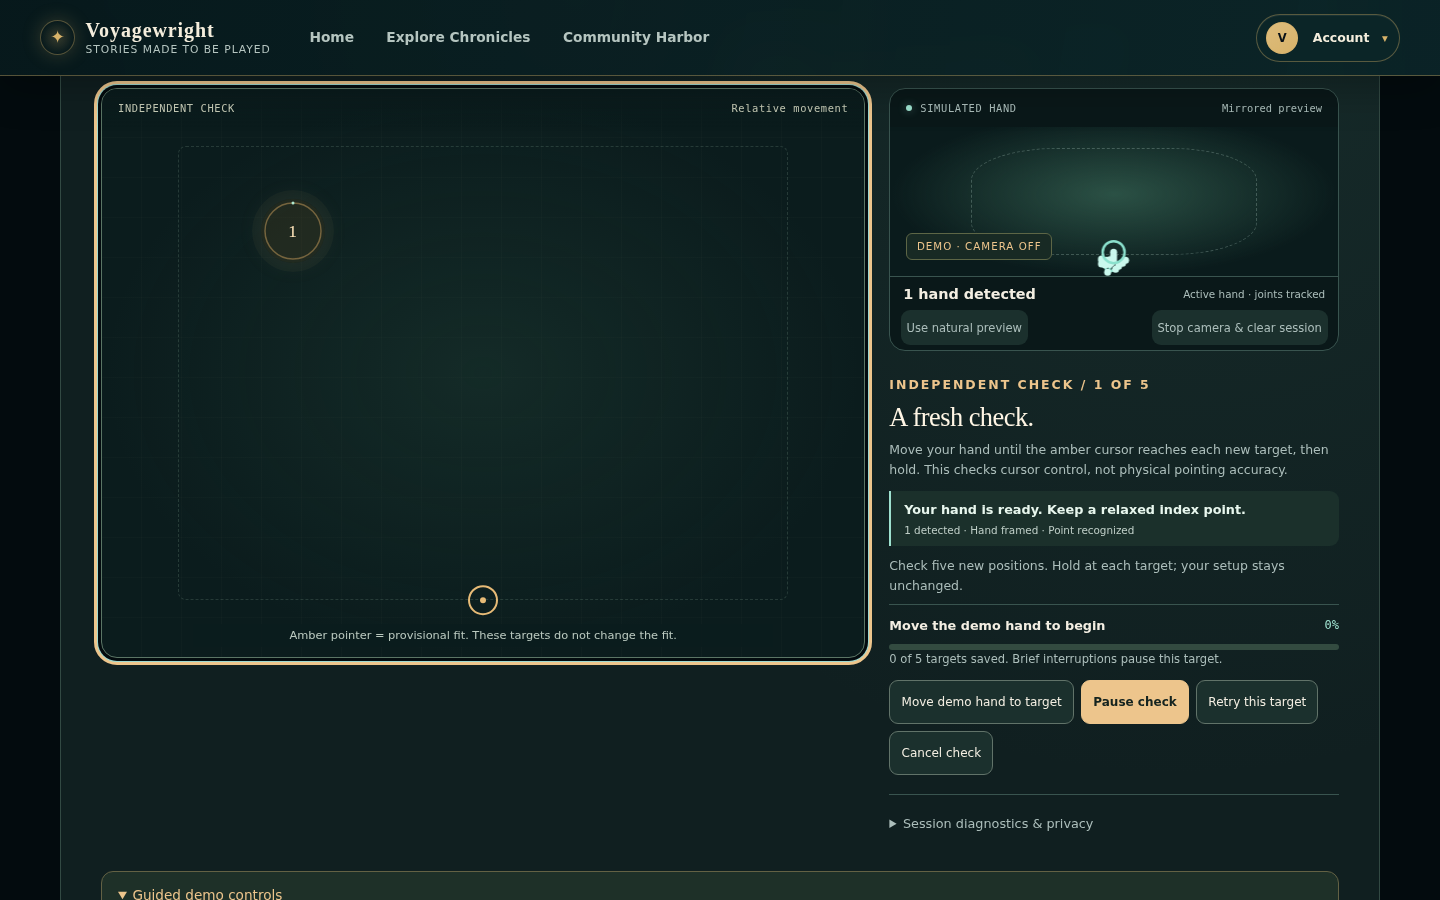 Voyagewright
STORIES MADE TO BE PLAYED
Home
Explore Chronicles
Community Harbor
V
Account
INDEPENDENT CHECK
Relative movement
1
Amber pointer = provisional fit. These targets do not change the fit.
SIMULATED HAND
Mirrored preview
DEMO · CAMERA OFF
1 hand detected
Active hand · joints tracked
Use natural preview
Stop camera & clear session
INDEPENDENT CHECK / 1 OF 5
A fresh check.
Move your hand until the amber cursor reaches each new target, then
hold. This checks cursor control, not physical pointing accuracy.
Your hand is ready. Keep a relaxed index point.
1 detected · Hand framed · Point recognized
Check five new positions. Hold at each target; your setup stays
unchanged.
Move the demo hand to begin
0%
0 of 5 targets saved. Brief interruptions pause this target.
Move demo hand to target
Pause check
Retry this target
Cancel check
Session diagnostics & privacy
Guided demo controls